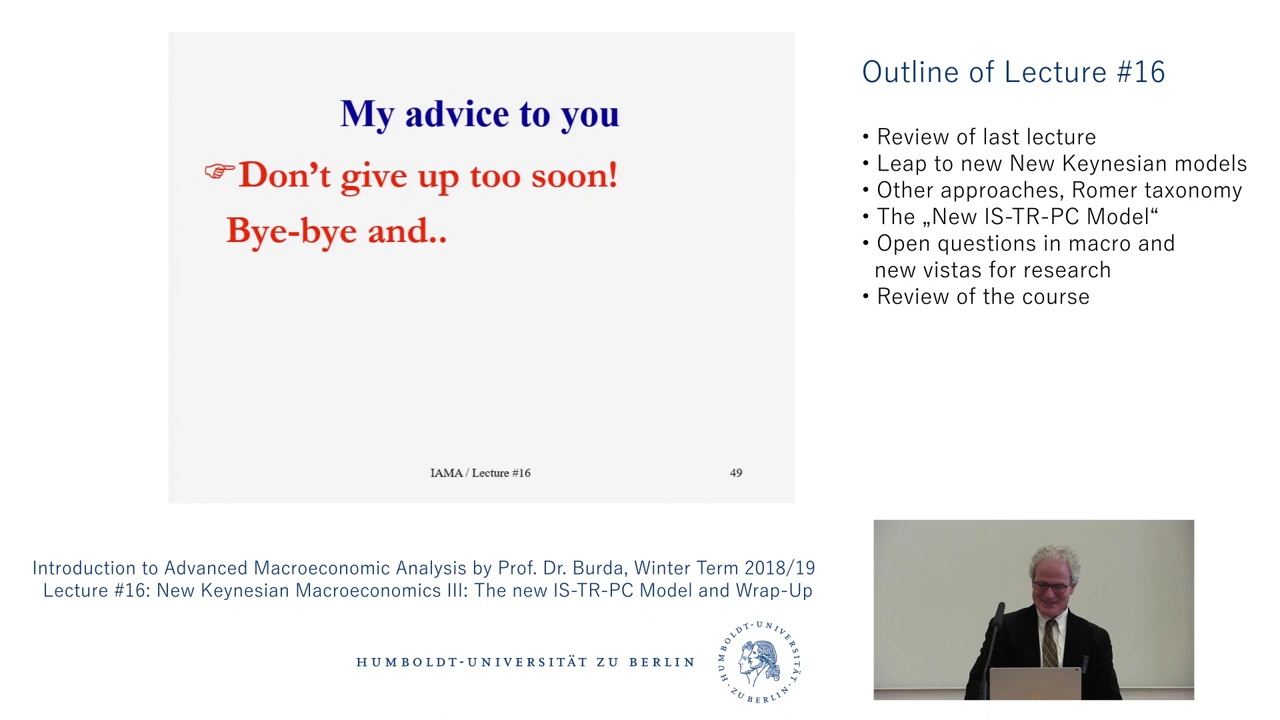 My advice to you
☞Don't give up too soon!
Bye-bye and..
IAMA / Lecture #16
49
Outline of Lecture #16
• Review of last lecture
• Leap to new New Keynesian models
• Other approaches, Romer taxonomy
• The „New IS-TR-PC Model“
• Open questions in macro and
new vistas for research
• Review of the course
Introduction to Advanced Macroeconomic Analysis by Prof. Dr. Burda, Winter Term 2018/19
Lecture #16: New Keynesian Macroeconomics III: The new IS-TR-PC Model and Wrap-Up
HUMBOLDT-UNIVERSITÄT ZU BERLIN
HUMBOLDT-UNIVERSITÄT
ZU BERLIN